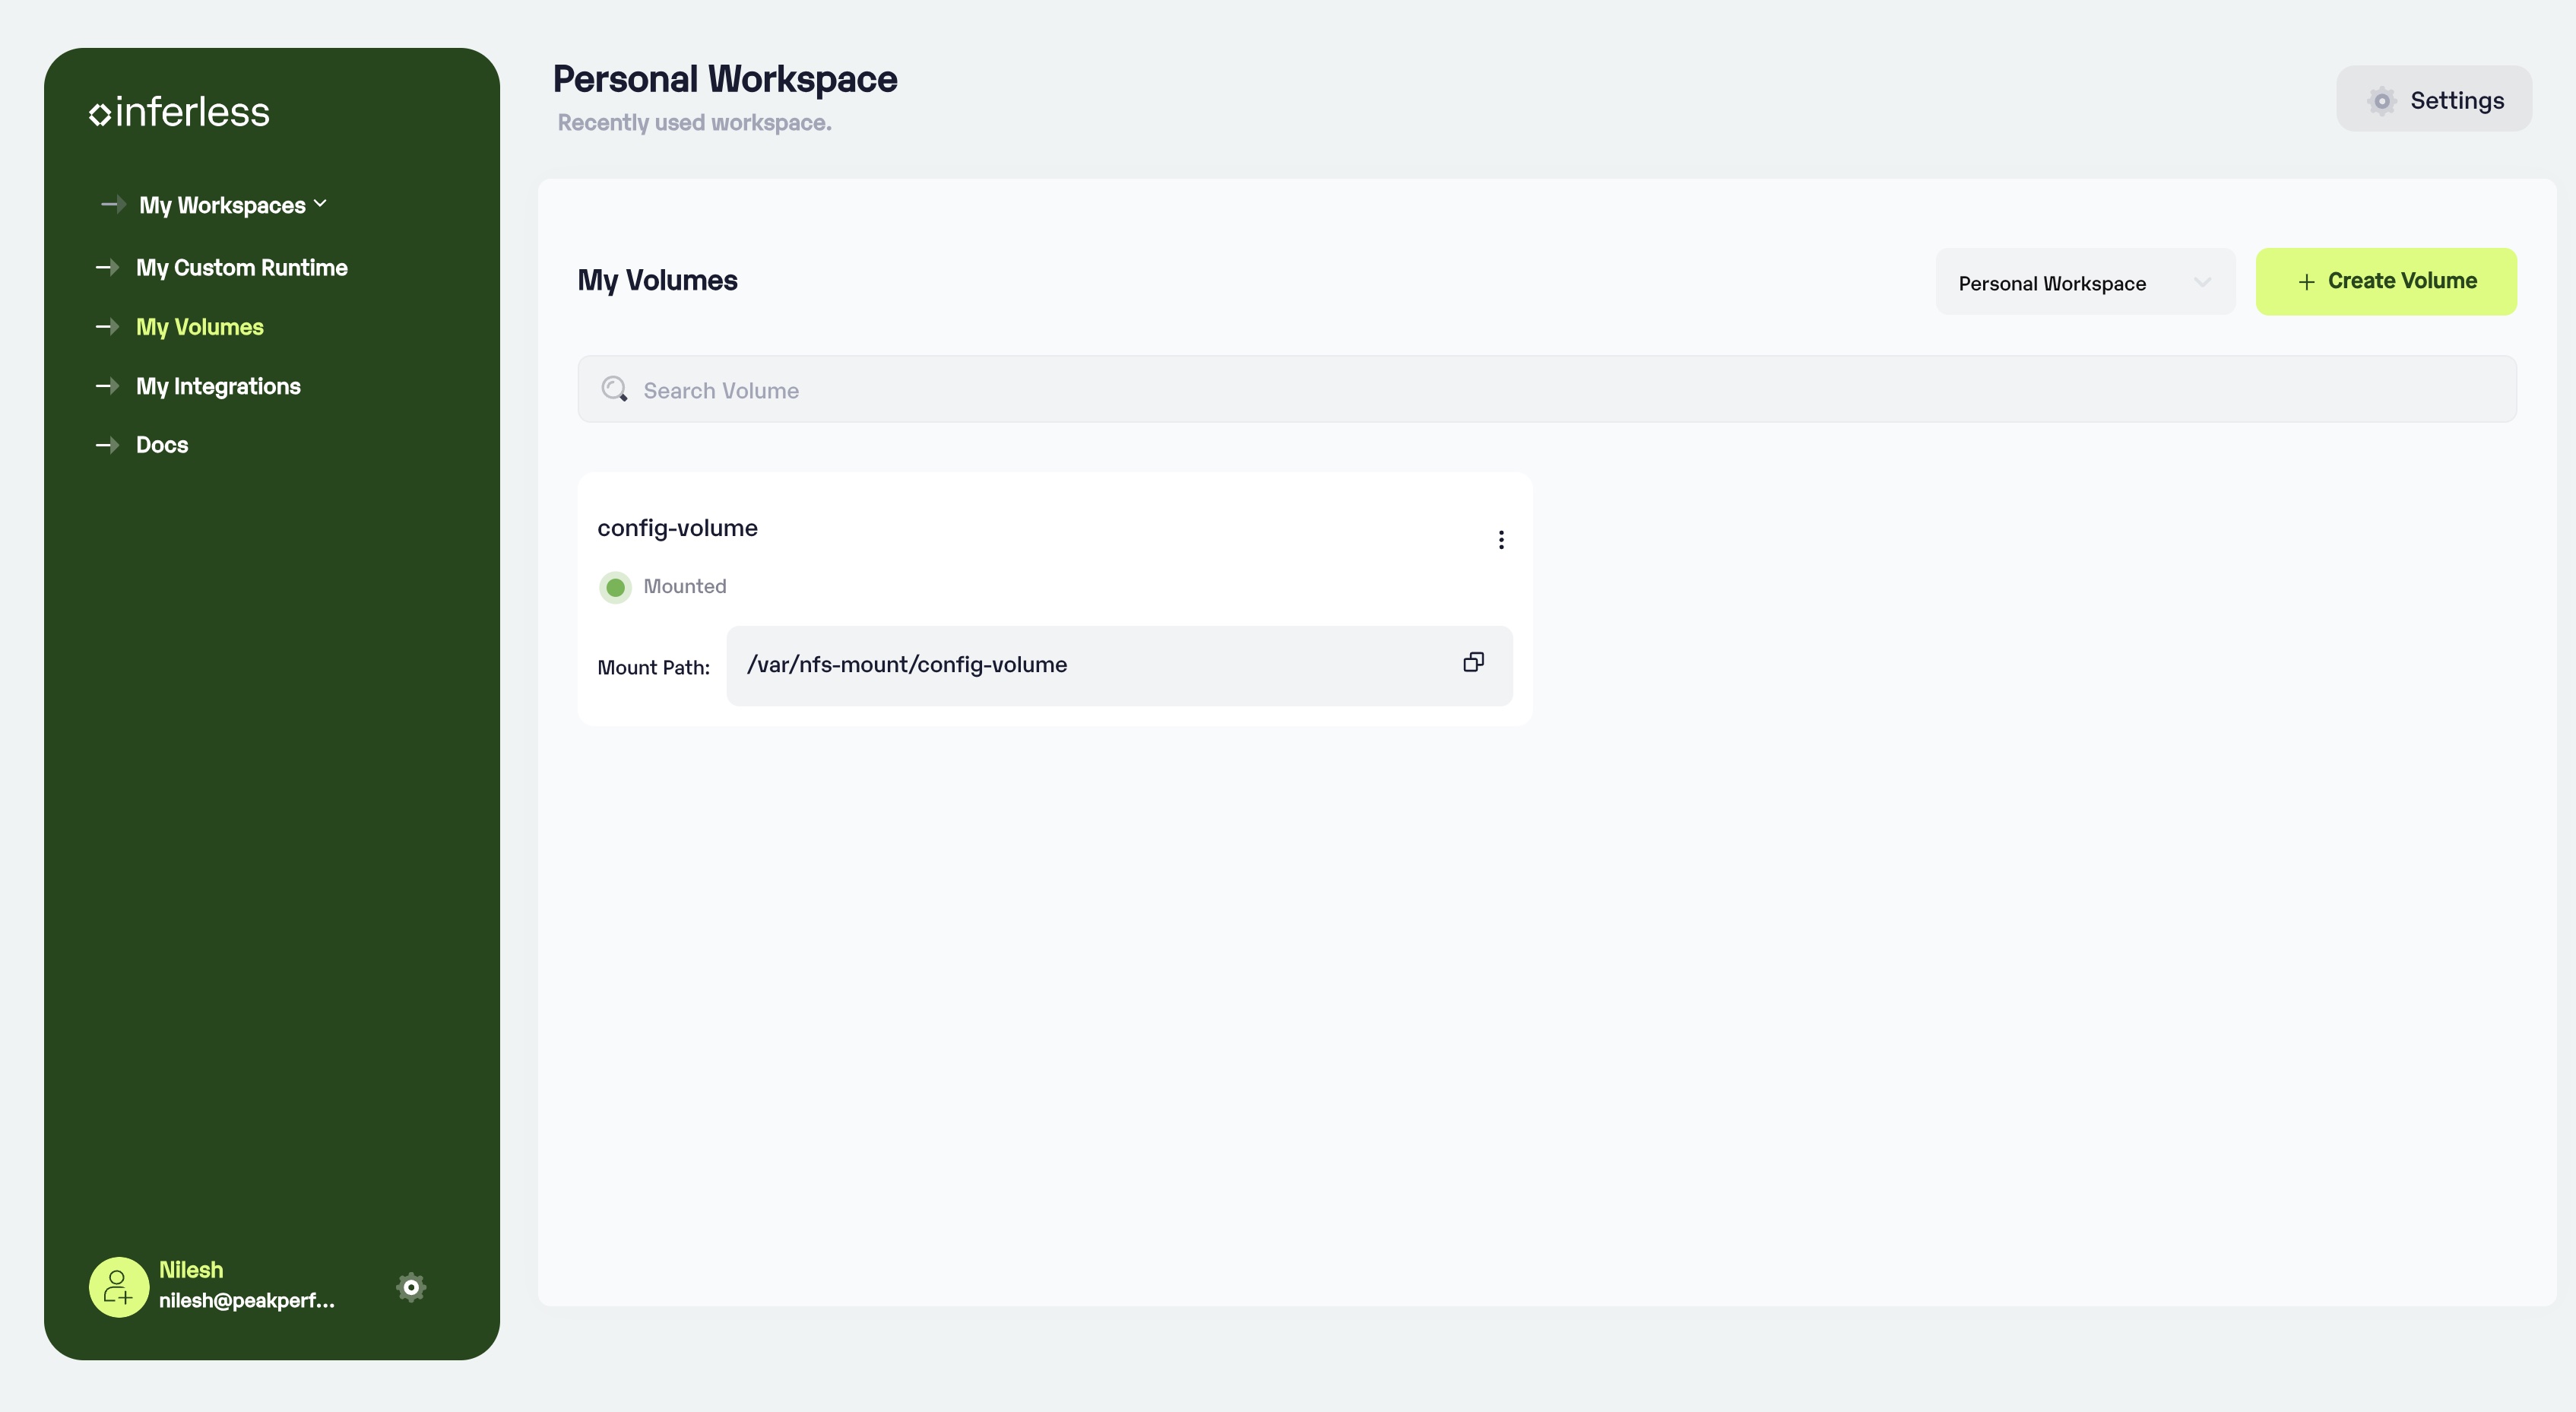 inferless
My Workspaces
My Custom Runtime
My Volumes
My Integrations
Docs
Nilesh
nilesh@peakperf...
Personal Workspace
Recently used workspace.
Settings
My Volumes
Personal Workspace
+ Create Volume
Search Volume
config-volume
Mounted
Mount Path: /var/nfs-mount/config-volume